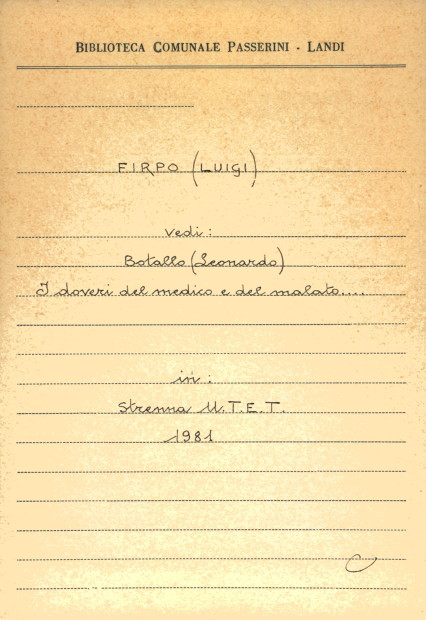 BIBLIOTECA COMUNALE PASSERINI - LANDI
FIRPO (LUIGI)
vedi:
Botallo (Leonardo)
I doveri del medico e del malato....
in:
Strenna U.T.E.T.
1981